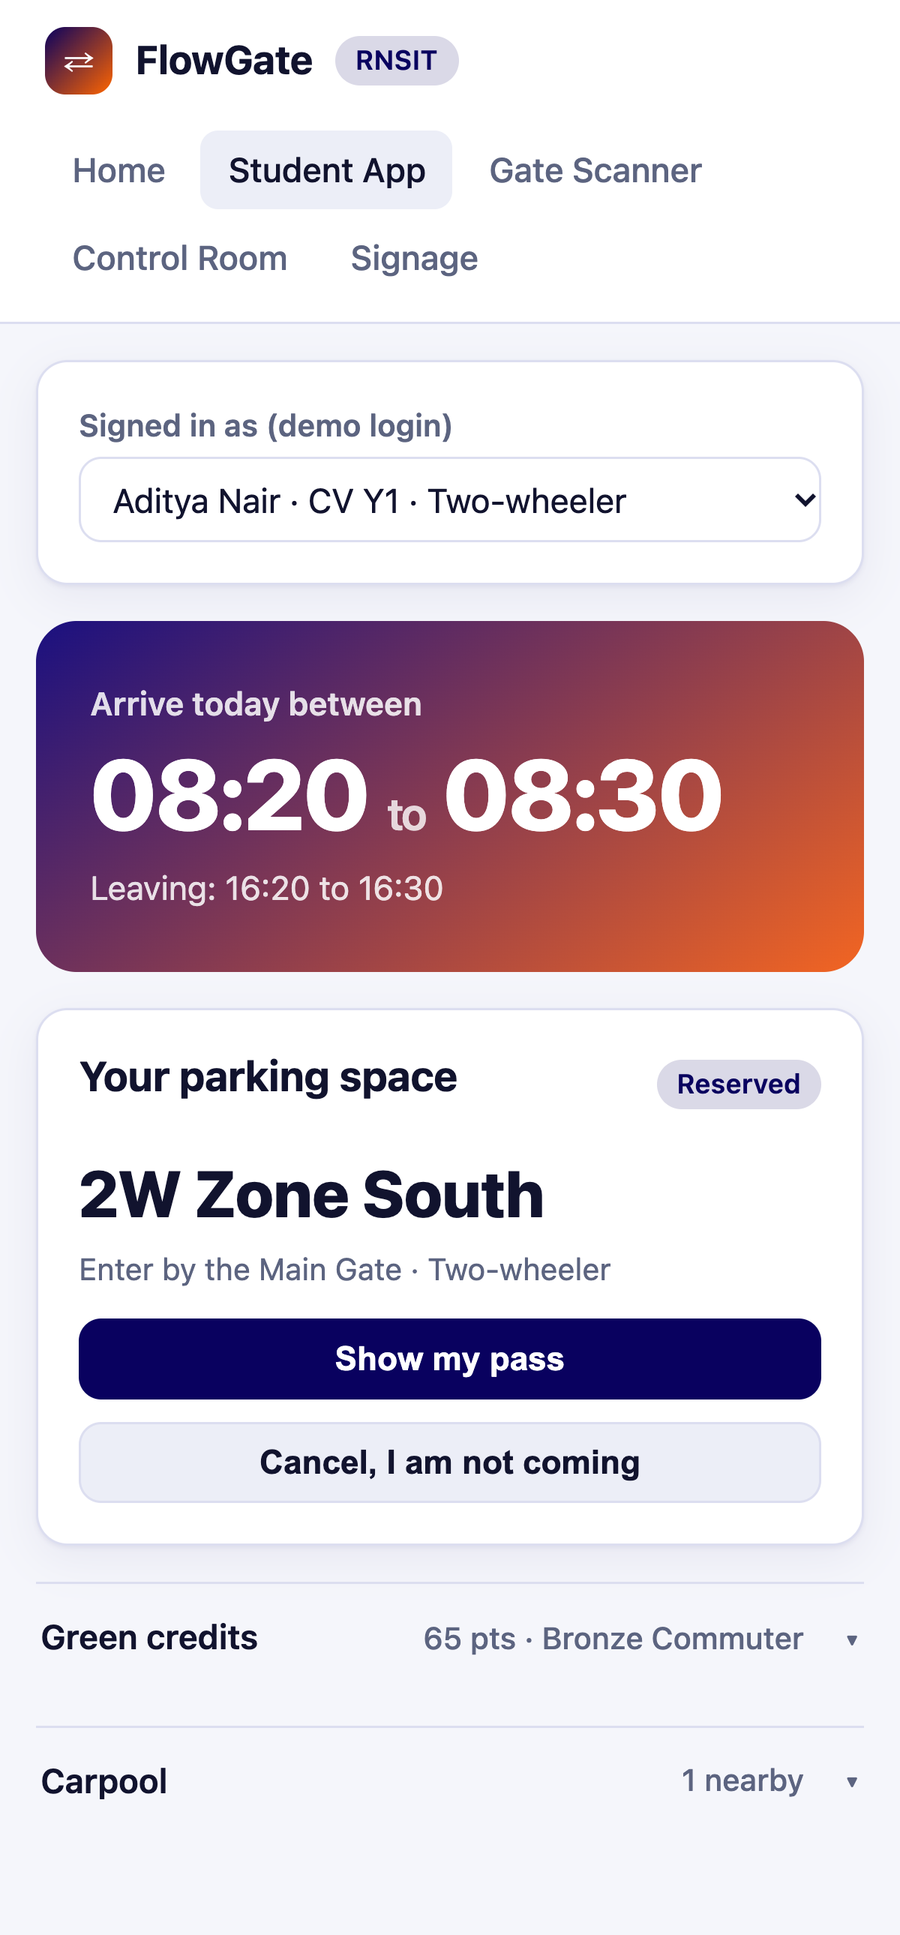 FlowGate RNSIT
Home Student App Gate Scanner
Control Room Signage
Signed in as (demo login)
Aditya Nair · CV Y1 · Two-wheeler
Arrive today between
08:20 to 08:30
Leaving: 16:20 to 16:30
Your parking space Reserved
2W Zone South
Enter by the Main Gate · Two-wheeler
Show my pass
Cancel, I am not coming
Green credits 65 pts · Bronze Commuter
Carpool 1 nearby